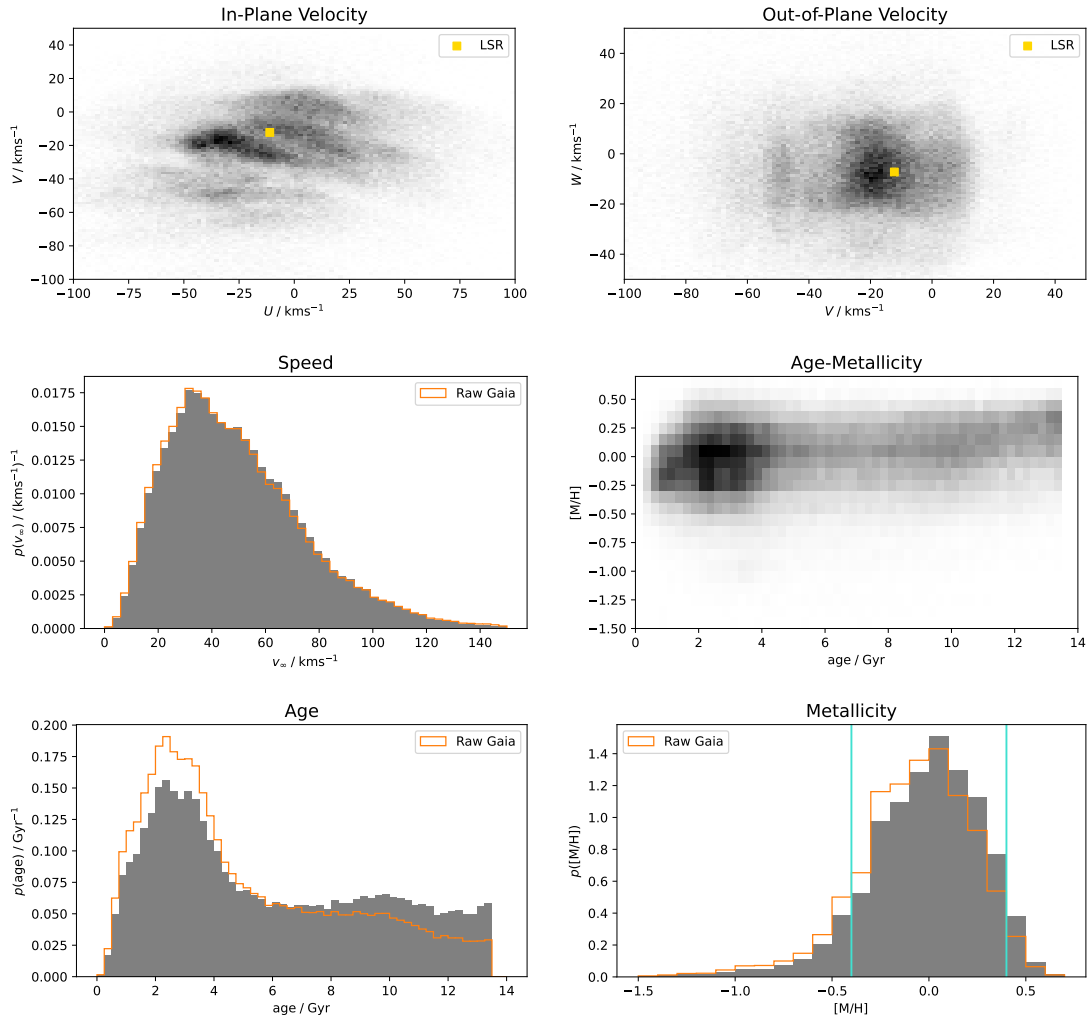 In-Plane Velocity
LSR
40
20
0
−20
−40
−60
−80
−100
V / kms⁻¹
−100 −75 −50 −25 0 25 50 75 100
U / kms⁻¹
Out-of-Plane Velocity
LSR
40
20
0
−20
−40
W / kms⁻¹
−100 −80 −60 −40 −20 0 20 40
V / kms⁻¹
Speed
Raw Gaia
0.0175
0.0150
0.0125
0.0100
0.0075
0.0050
0.0025
0.0000
p(v∞) / (kms⁻¹)⁻¹
0 20 40 60 80 100 120 140
v∞ / kms⁻¹
Age-Metallicity
0.50
0.25
0.00
−0.25
−0.50
−0.75
−1.00
−1.25
−1.50
[M/H]
0 2 4 6 8 10 12 14
age / Gyr
Age
Raw Gaia
0.200
0.175
0.150
0.125
0.100
0.075
0.050
0.025
0.000
p(age) / Gyr⁻¹
0 2 4 6 8 10 12 14
age / Gyr
Metallicity
Raw Gaia
1.4
1.2
1.0
0.8
0.6
0.4
0.2
0.0
p([M/H])
−1.5 −1.0 −0.5 0.0 0.5
[M/H]